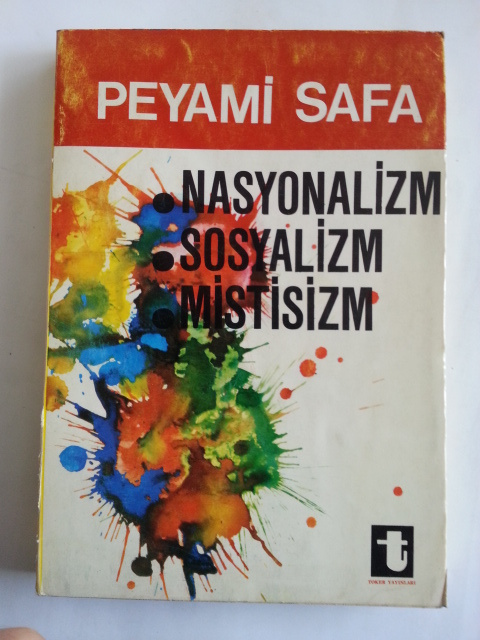 PEYAMİ SAFA
• NASYONALİZM
• SOSYALİZM
• MİSTİSİZM
t
TOKER YAYINLARI